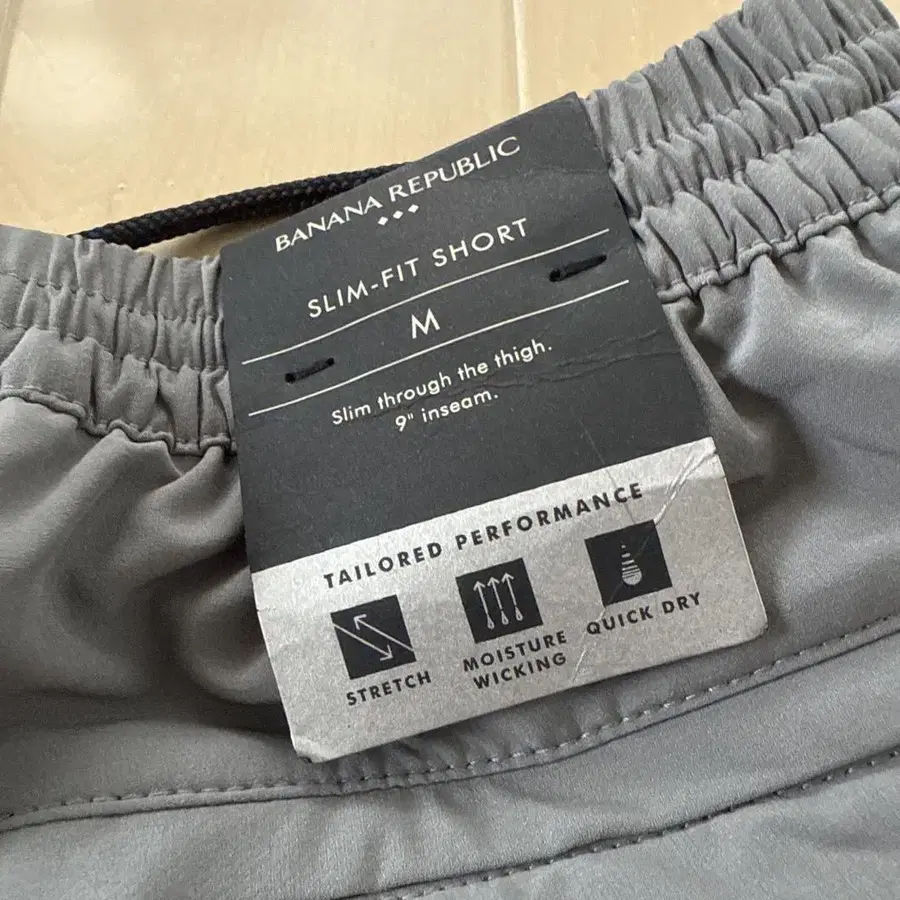 BANANA REPUBLIC
SLIM-FIT SHORT
M
Slim through the thigh.
9" inseam.
TAILORED PERFORMANCE
STRETCH
MOISTURE
WICKING
QUICK DRY